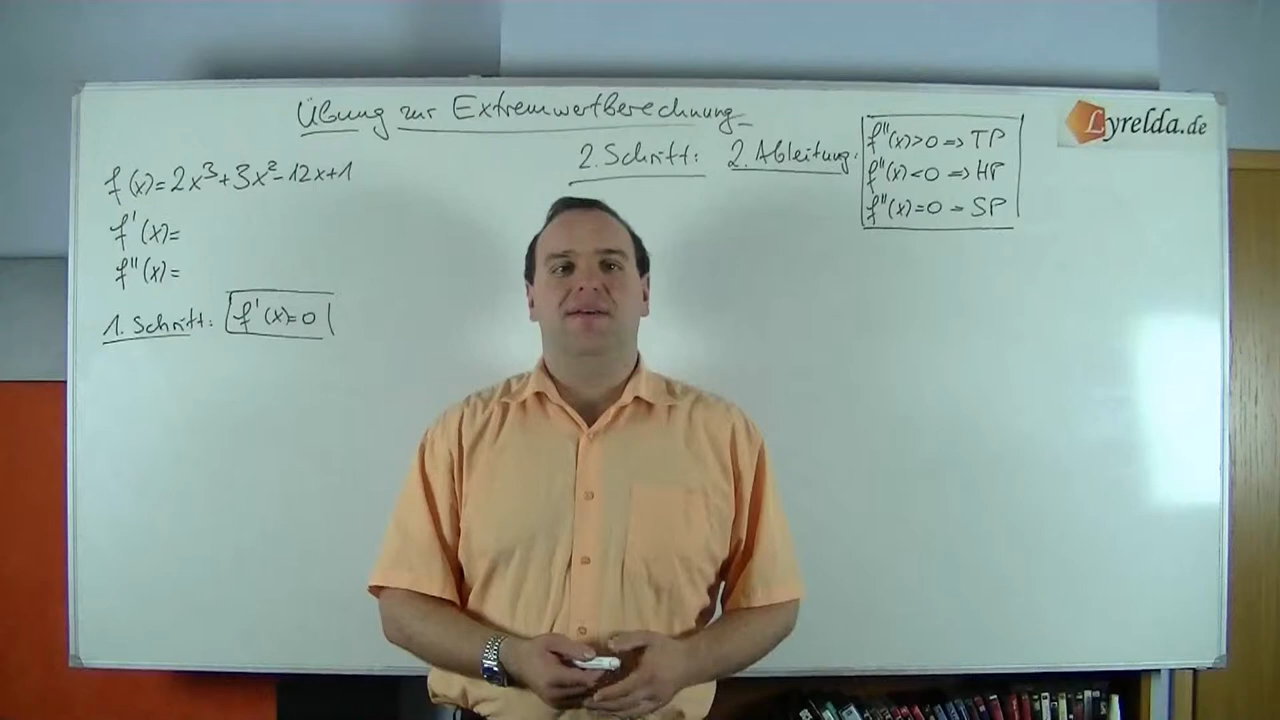 Übung zur Extremwertberechnung
Lyrelda.de
f(x)=2x³+3x²-12x+1
f'(x)=
f''(x)=
1. Schritt: f'(x)=0
2. Schritt: 2. Ableitung:
f''(x)>0 => TP
f''(x)<0 => HP
f''(x)=0 - SP